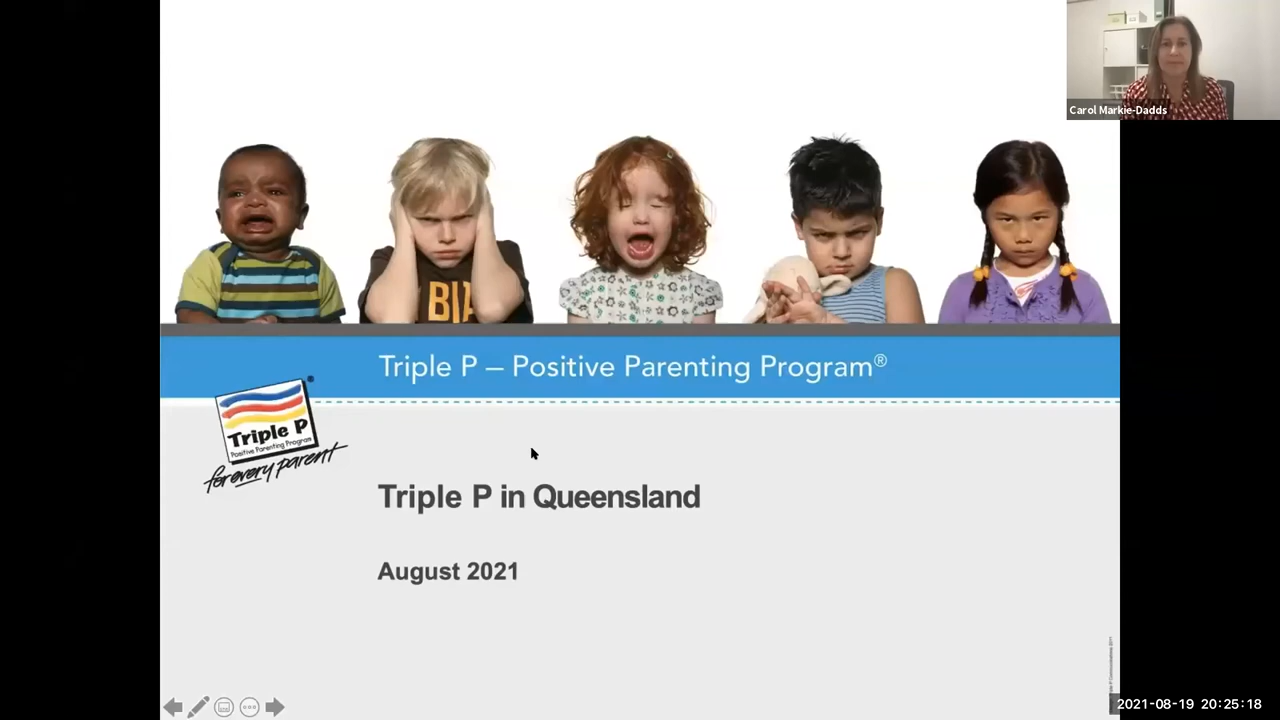 Carol Markie-Dadds
BIA
Triple P – Positive Parenting Program®
Triple P
Positive Parenting Program
®
for every parent
Triple P in Queensland
August 2021
2021-08-19 20:25:18